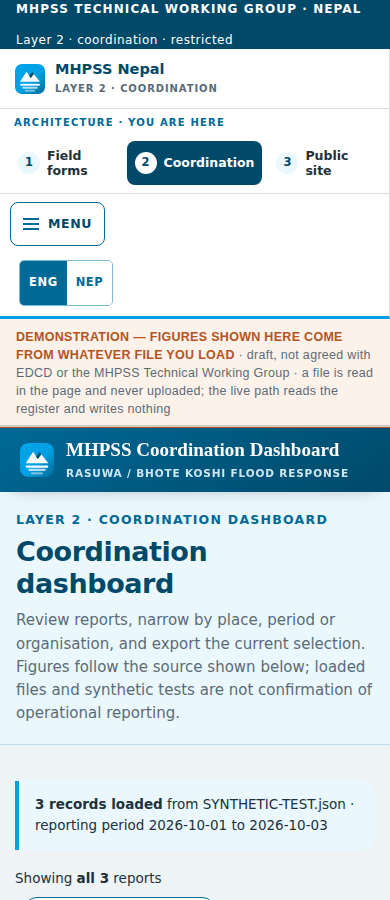 MHPSS TECHNICAL WORKING GROUP · NEPAL
Layer 2 · coordination · restricted
MHPSS Nepal
LAYER 2 · COORDINATION
ARCHITECTURE · YOU ARE HERE
1 Field forms
2 Coordination
3 Public site
MENU
ENG NEP
DEMONSTRATION — FIGURES SHOWN HERE COME
FROM WHATEVER FILE YOU LOAD · draft, not agreed with
EDCD or the MHPSS Technical Working Group · a file is read
in the page and never uploaded; the live path reads the
register and writes nothing
MHPSS Coordination Dashboard
RASUWA / BHOTE KOSHI FLOOD RESPONSE
LAYER 2 · COORDINATION DASHBOARD
Coordination
dashboard
Review reports, narrow by place, period or
organisation, and export the current selection.
Figures follow the source shown below; loaded
files and synthetic tests are not confirmation of
operational reporting.
3 records loaded from SYNTHETIC-TEST.json ·
reporting period 2026-10-01 to 2026-10-03
Showing all 3 reports